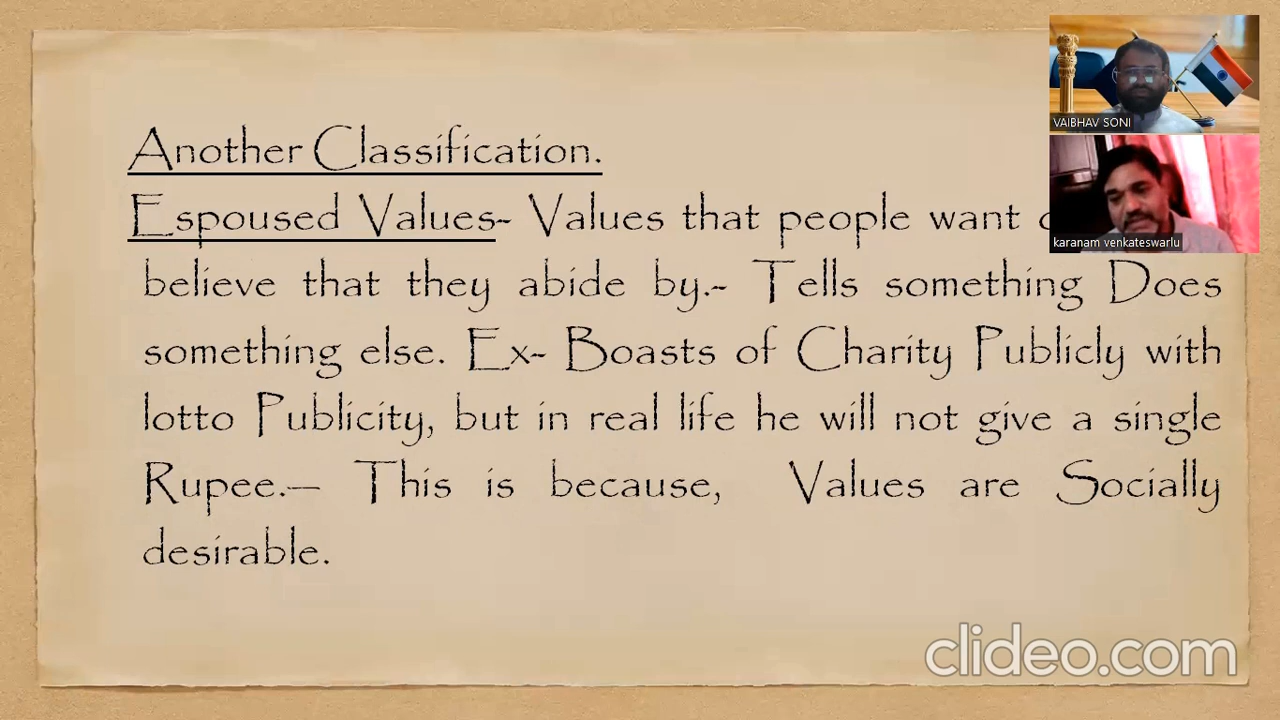 Another Classification.
Espoused Values- Values that people want
believe that they abide by.- Tells something Does
something else. Ex- Boasts of Charity Publicly with
lotto Publicity, but in real life he will not give a single
Rupee.— This is because, Values are Socially
desirable.
VAIBHAV SONI
karanam venkateswarlu
clideo.com